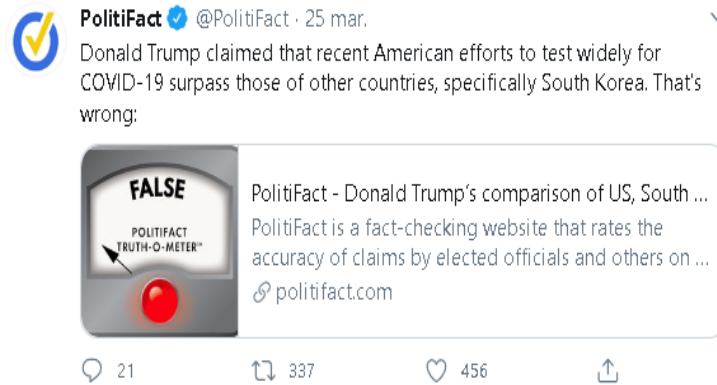 PolitiFact @PolitiFact · 25 mar.
Donald Trump claimed that recent American efforts to test widely for
COVID-19 surpass those of other countries, specifically South Korea. That's
wrong:
FALSE
POLITIFACT
TRUTH-O-METER™
PolitiFact - Donald Trump’s comparison of US, South ...
PolitiFact is a fact-checking website that rates the
accuracy of claims by elected officials and others on ...
politifact.com
21 337 456